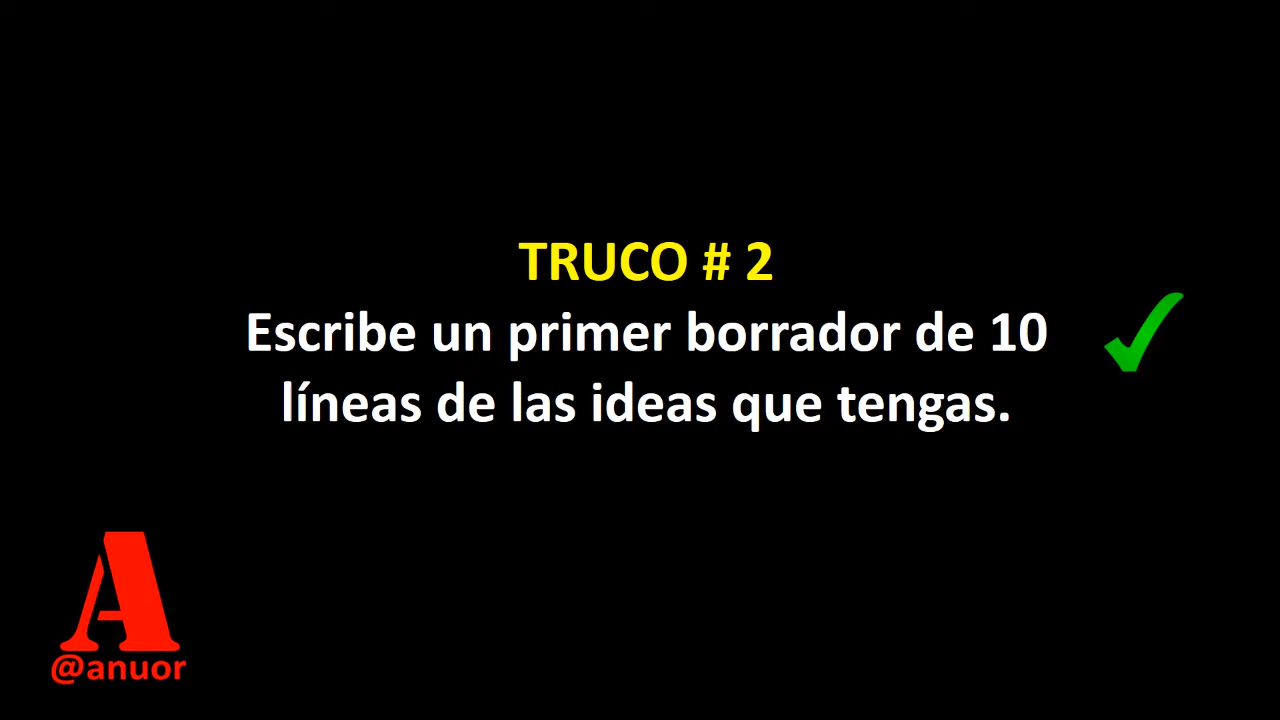 TRUCO # 2
Escribe un primer borrador de 10
líneas de las ideas que tengas.
A
@anuor